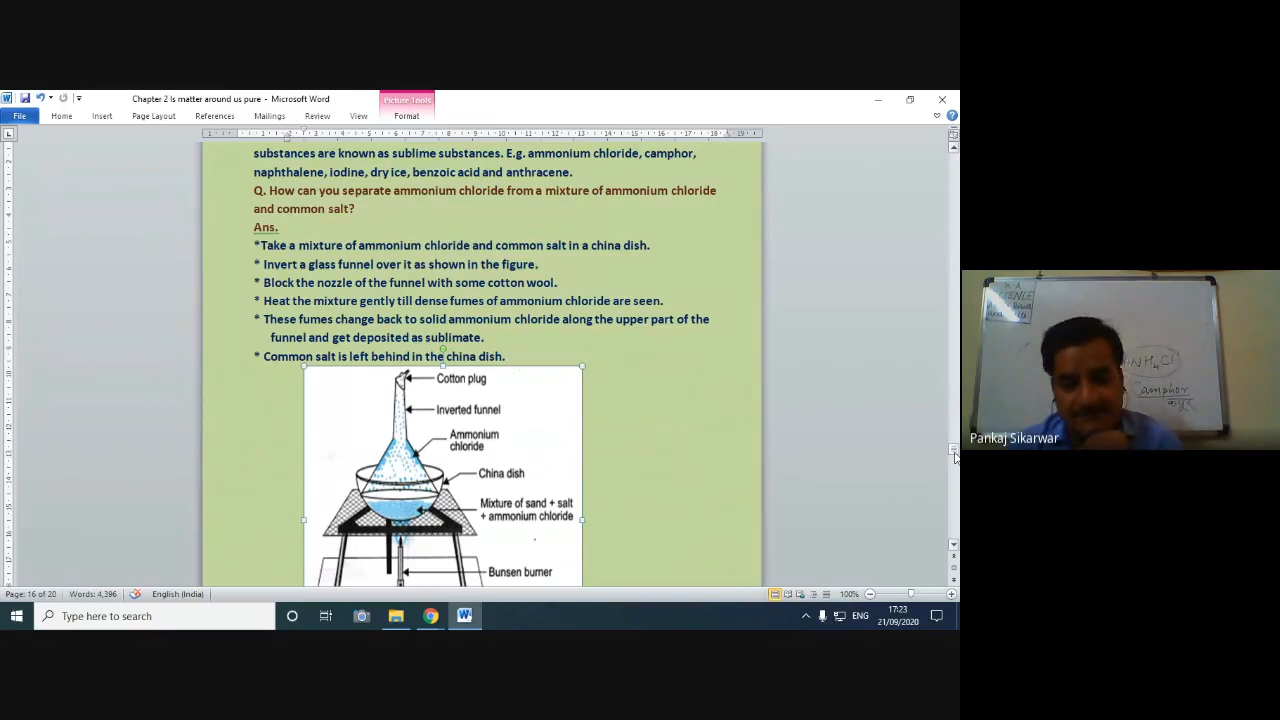 Chapter 2 Is matter around us pure - Microsoft Word
Picture Tools
File Home Insert Page Layout References Mailings Review View Format
substances are known as sublime substances. E.g. ammonium chloride, camphor,
naphthalene, iodine, dry ice, benzoic acid and anthracene.
Q. How can you separate ammonium chloride from a mixture of ammonium chloride
and common salt?
Ans.
*Take a mixture of ammonium chloride and common salt in a china dish.
* Invert a glass funnel over it as shown in the figure.
* Block the nozzle of the funnel with some cotton wool.
* Heat the mixture gently till dense fumes of ammonium chloride are seen.
* These fumes change back to solid ammonium chloride along the upper part of the
funnel and get deposited as sublimate.
* Common salt is left behind in the china dish.
Cotton plug
Inverted funnel
Ammonium
chloride
China dish
Mixture of sand + salt
+ ammonium chloride
Bunsen burner
Page: 16 of 20 Words: 4,396 English (India) 100%
Type here to search
ENG
17:23
21/09/2020
NH4Cl
Pankaj Sikarwar